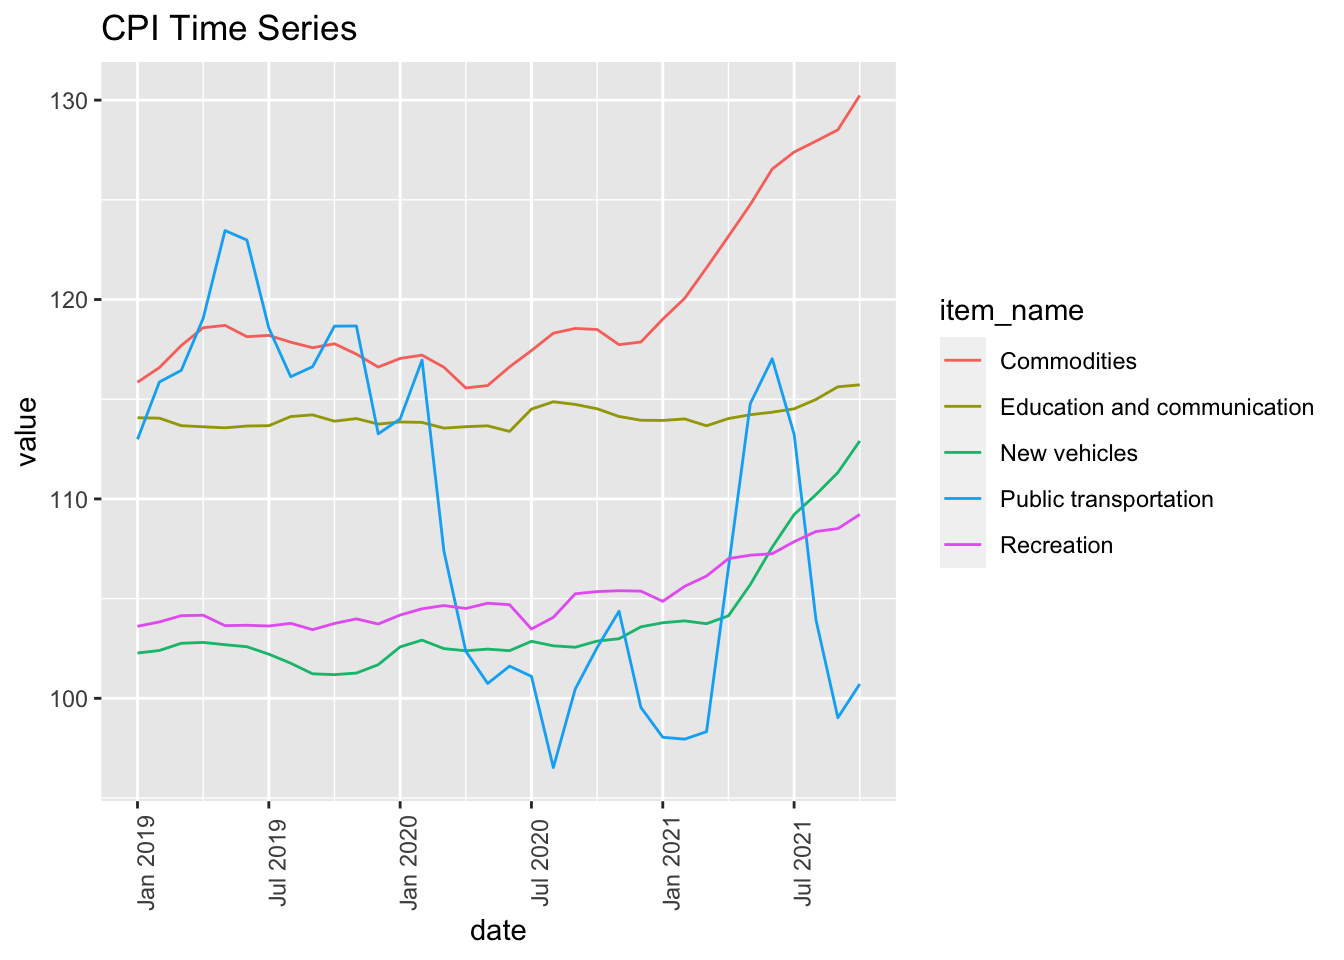 CPI Time Series
130
120
110
100
value
Jan 2019
Jul 2019
Jan 2020
Jul 2020
Jan 2021
Jul 2021
date
item_name
Commodities
Education and communication
New vehicles
Public transportation
Recreation